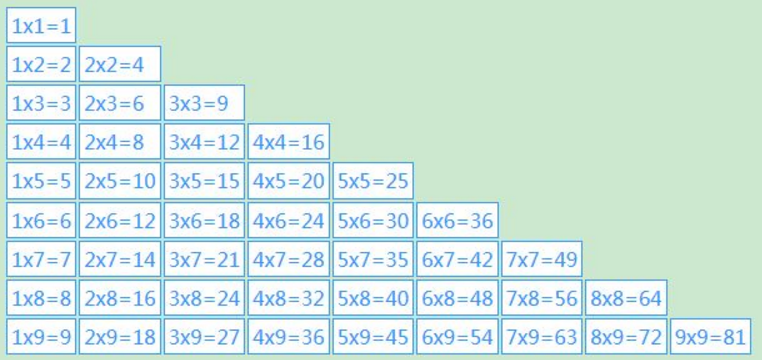 1x1=1
1x2=2 2x2=4
1x3=3 2x3=6 3x3=9
1x4=4 2x4=8 3x4=12 4x4=16
1x5=5 2x5=10 3x5=15 4x5=20 5x5=25
1x6=6 2x6=12 3x6=18 4x6=24 5x6=30 6x6=36
1x7=7 2x7=14 3x7=21 4x7=28 5x7=35 6x7=42 7x7=49
1x8=8 2x8=16 3x8=24 4x8=32 5x8=40 6x8=48 7x8=56 8x8=64
1x9=9 2x9=18 3x9=27 4x9=36 5x9=45 6x9=54 7x9=63 8x9=72 9x9=81